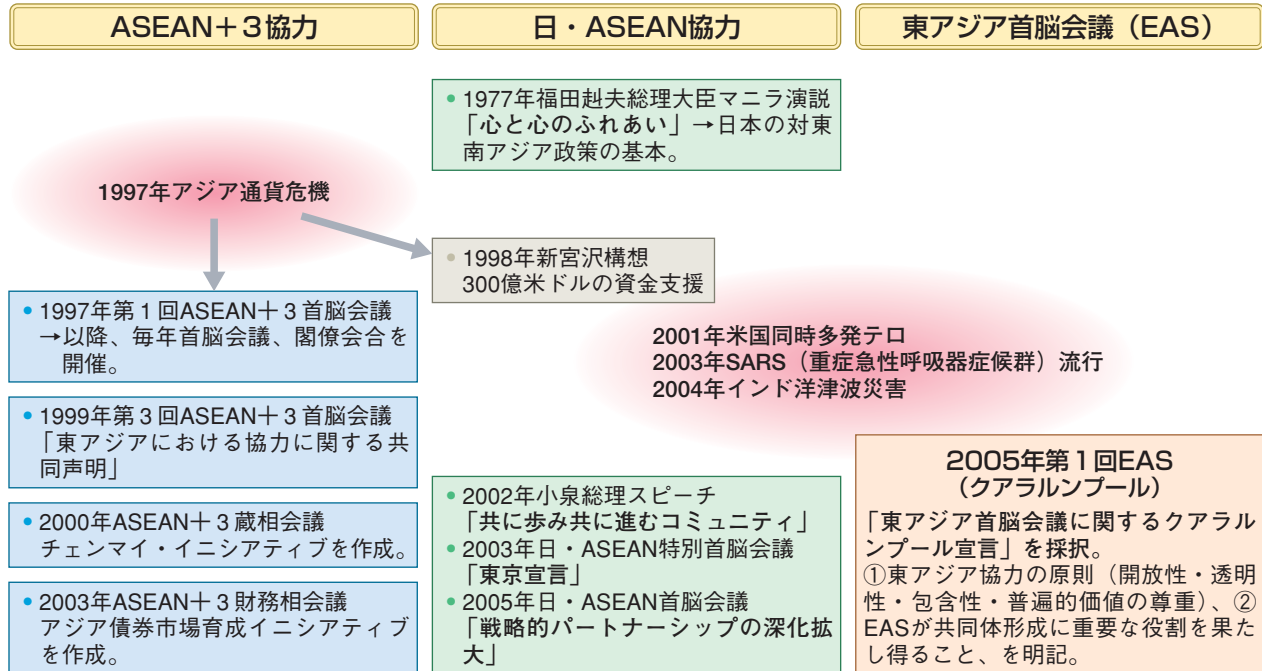 ASEAN＋3協力
日・ASEAN協力
東アジア首脳会議（EAS）
1997年アジア通貨危機
• 1997年第1回ASEAN＋3首脳会議
→以降、毎年首脳会議、閣僚会合を
開催。
• 1999年第3回ASEAN＋3首脳会議
「東アジアにおける協力に関する共
同声明」
• 2000年ASEAN＋3蔵相会議
チェンマイ・イニシアティブを作成。
• 2003年ASEAN＋3財務相会議
アジア債券市場育成イニシアティブ
を作成。
• 1977年福田赳夫総理大臣マニラ演説
「心と心のふれあい」→日本の対東
南アジア政策の基本。
• 1998年新宮沢構想
300億米ドルの資金支援
2001年米国同時多発テロ
2003年SARS（重症急性呼吸器症候群）流行
2004年インド洋津波災害
• 2002年小泉総理スピーチ
「共に歩み共に進むコミュニティ」
• 2003年日・ASEAN特別首脳会議
「東京宣言」
• 2005年日・ASEAN首脳会議
「戦略的パートナーシップの深化拡
大」
2005年第1回EAS
（クアラルンプール）
「東アジア首脳会議に関するクアラル
ンプール宣言」を採択。
①東アジア協力の原則（開放性・透明
性・包含性・普遍的価値の尊重）、②
EASが共同体形成に重要な役割を果た
し得ること、を明記。